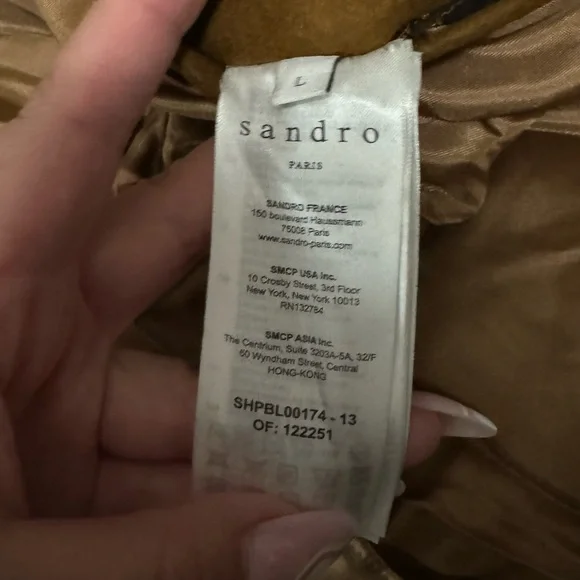 L
sandro
PARIS
SANDRO FRANCE
150 boulevard Haussmann
75008 Paris
www.sandro-paris.com
SMCP USA Inc.
10 Crosby Street, 3rd Floor
New York, New York 10013
RN132784
SMCP ASIA Inc.
The Centrium, Suite 3203A-5A, 32/F
60 Wyndham Street, Central
HONG-KONG
SHPBL00174 - 13
OF: 122251